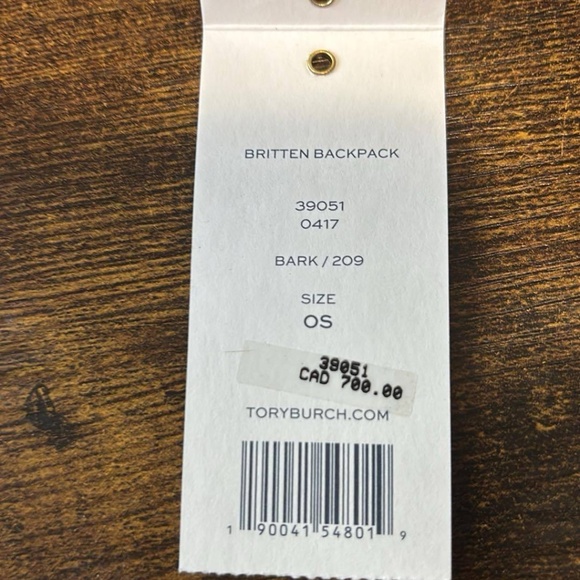 BRITTEN BACKPACK
39051
0417
BARK / 209
SIZE
OS
39051
CAD 700.00
TORYBURCH.COM
1 90041 54801 9